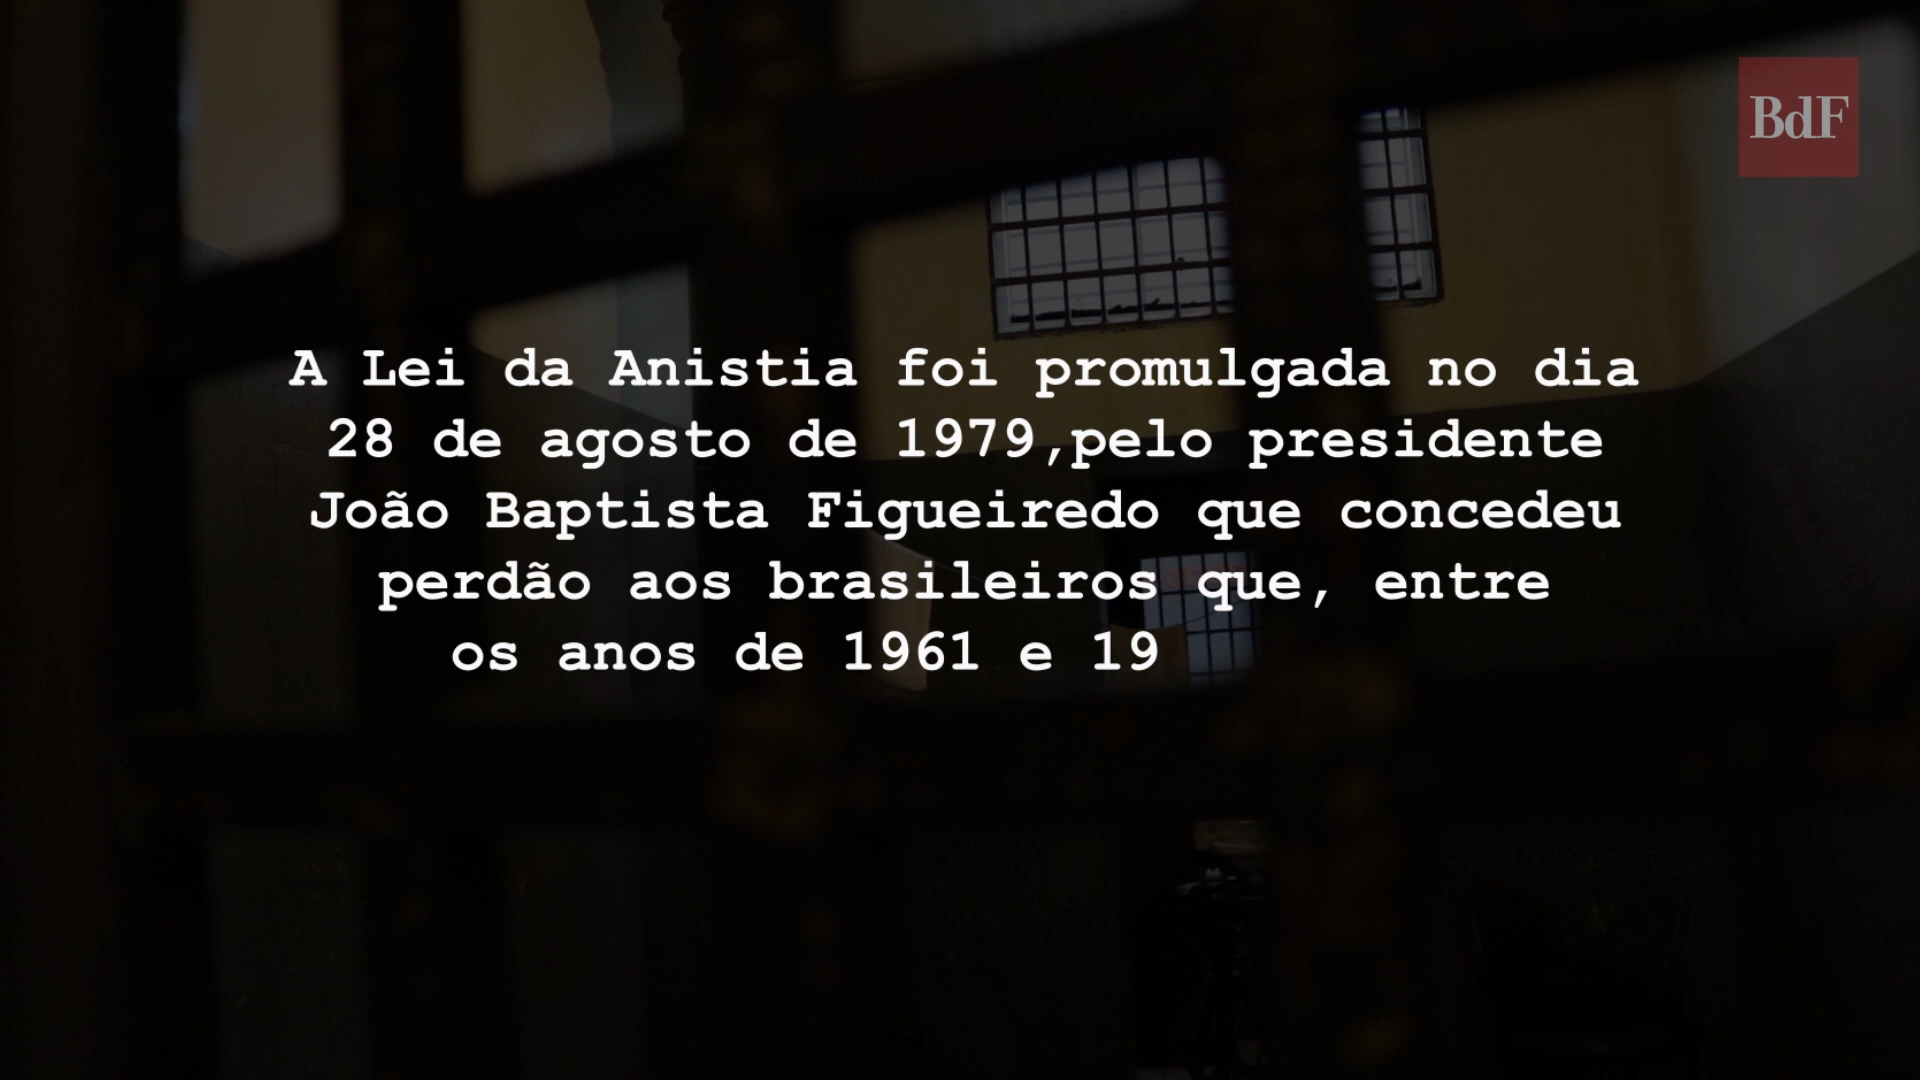 BdF
A Lei da Anistia foi promulgada no dia
28 de agosto de 1979,pelo presidente
João Baptista Figueiredo que concedeu
perdão aos brasileiros que, entre
os anos de 1961 e 19